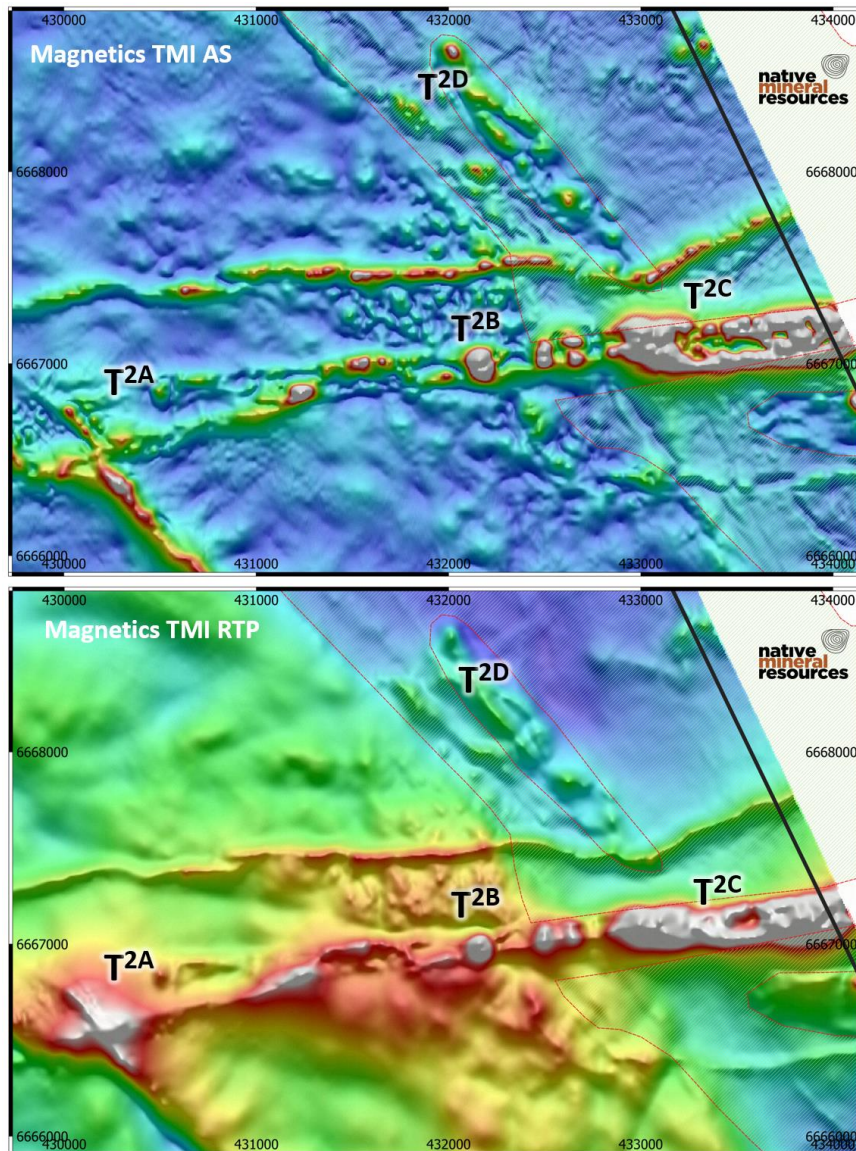 430000 431000 432000 433000 434000
Magnetics TMI AS
native
mineral
resources
T2D
6668000 6668000
T2C
T2B
6667000 6667000
T2A
6666000 6666000
430000 431000 432000 433000 434000
430000 431000 432000 433000 434000
Magnetics TMI RTP
native
mineral
resources
T2D
6668000 6668000
T2C
T2B
6667000 6667000
T2A
6666000 6666000
430000 431000 432000 433000 434000